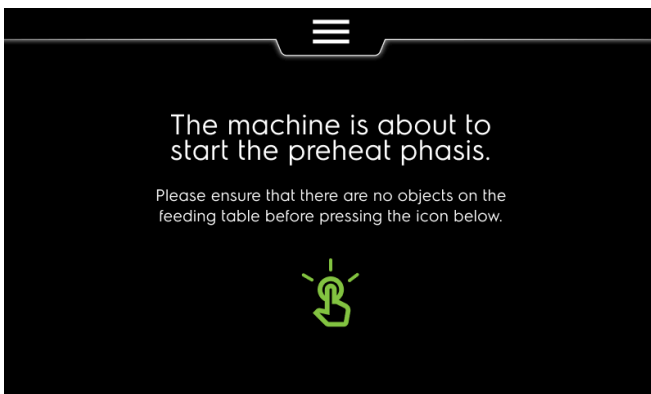 The machine is about to
start the preheat phasis.
Please ensure that there are no objects on the
feeding table before pressing the icon below.